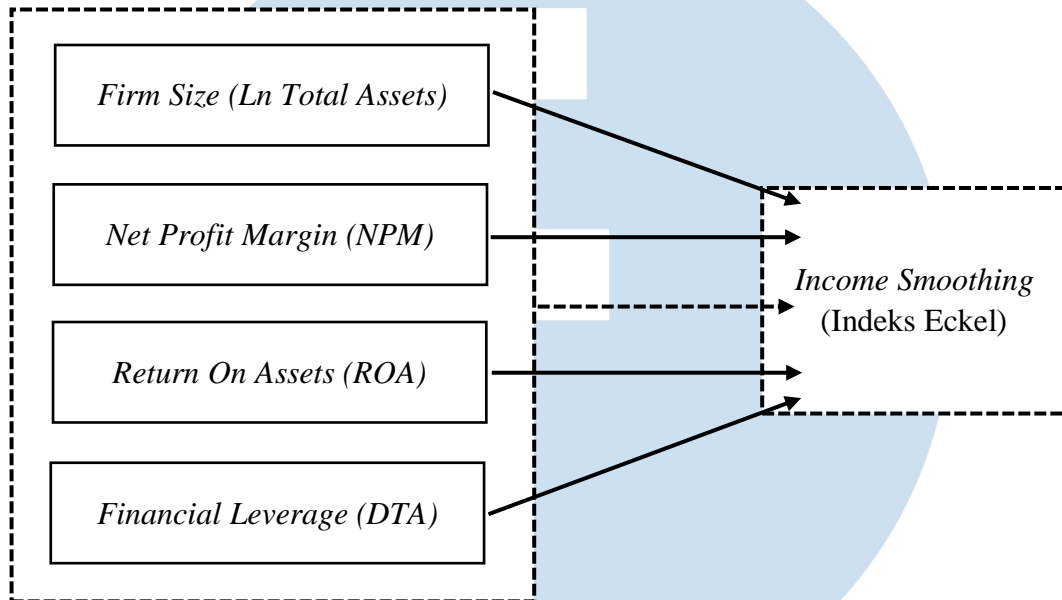 Firm Size (Ln Total Assets)
Net Profit Margin (NPM)
Return On Assets (ROA)
Financial Leverage (DTA)
Income Smoothing
(Indeks Eckel)